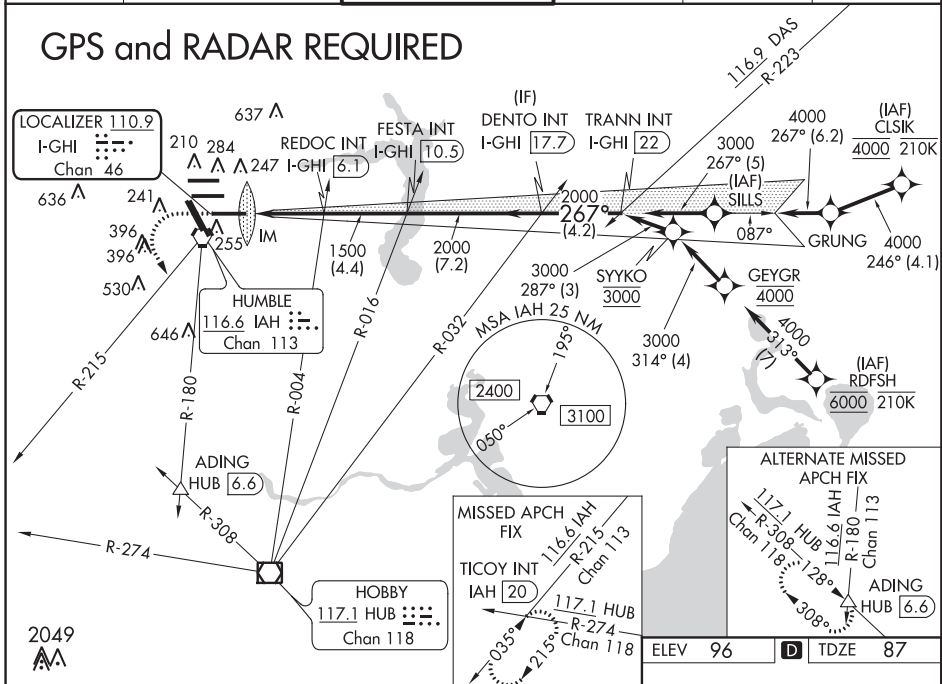 GPS and RADAR REQUIRED
116.9 DAS
R-223
LOCALIZER 110.9
I-GHI
Chan 46
637
210
284
247
636
241
396
396
255
530
646
IM
REDOC INT
I-GHI 6.1
FESTA INT
I-GHI 10.5
(IF)
DENTO INT
I-GHI 17.7
TRANN INT
I-GHI 22
3000
267° (5)
(IAF)
SILLS
4000
267° (6.2)
(IAF)
CLSIK
4000 210K
2000
267°
(4.2)
087°
GRUNG
4000
246° (4.1)
1500
(4.4)
2000
(7.2)
3000
287° (3)
SYYKO
3000
GEYGR
4000
3000
314° (4)
4000
313°
(7)
(IAF)
RDFSH
6000 210K
HUMBLE
116.6 IAH
Chan 113
R-215
R-180
R-004
R-016
R-032
MSA IAH 25 NM
195°
2400
3100
050°
ADING
HUB 6.6
R-308
R-274
HOBBY
117.1 HUB
Chan 118
2049
MISSED APCH
FIX
116.6 IAH
R-215
Chan 113
TICOY INT
IAH 20
117.1 HUB
R-274
Chan 118
035°
215°
ALTERNATE MISSED
APCH FIX
117.1 HUB
R-308
Chan 118
116.6 IAH
R-180
Chan 113
128°
308°
ADING
HUB 6.6
ELEV 96 D TDZE 87